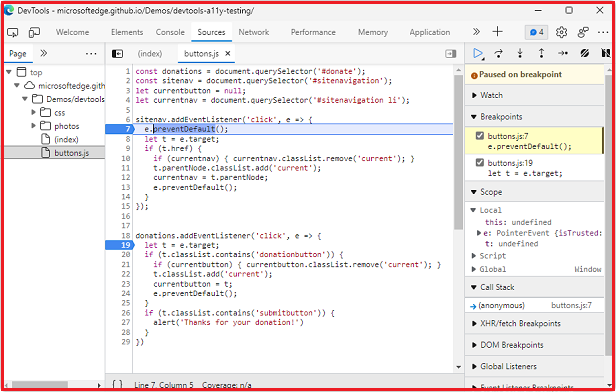 DevTools - microsoftedge.github.io/Demos/devtools-a11y-testing/
Welcome Elements Console Sources Network Performance Memory Application 4
Page (index) buttons.js
top
microsoftedge.gith
Demos/devtools
css
photos
(index)
buttons.js
1 const donations = document.querySelector('#donate');
2 const sitenav = document.querySelector('#sitenavigation');
3 let currentbutton = null;
4 let currentnav = document.querySelector('#sitenavigation li');
5
6 sitenav.addEventListener('click', e => {
7 e.preventDefault();
8 let t = e.target;
9 if (t.href) {
10 if (currentnav) { currentnav.classList.remove('current'); }
11 t.parentNode.classList.add('current');
12 currentnav = t.parentNode;
13 e.preventDefault();
14 }
15 });
16
17
18 donations.addEventListener('click', e => {
19 let t = e.target;
20 if (t.classList.contains('donationbutton')) {
21 if (currentbutton) { currentbutton.classList.remove('current'); }
22 t.classList.add('current');
23 currentbutton = t;
24 e.preventDefault();
25 }
26 if (t.classList.contains('submitbutton')) {
27 alert('Thanks for your donation!')
28 }
29 })
{ } Line 7, Column 5 Coverage: n/a
Paused on breakpoint
Watch
Breakpoints
buttons.js:7
e.preventDefault();
buttons.js:19
let t = e.target;
Scope
Local
this: undefined
e: PointerEvent {isTrusted:
t: undefined
Script
Global Window
Call Stack
(anonymous) buttons.js:7
XHR/fetch Breakpoints
DOM Breakpoints
Global Listeners
Event Listener Breakpoints